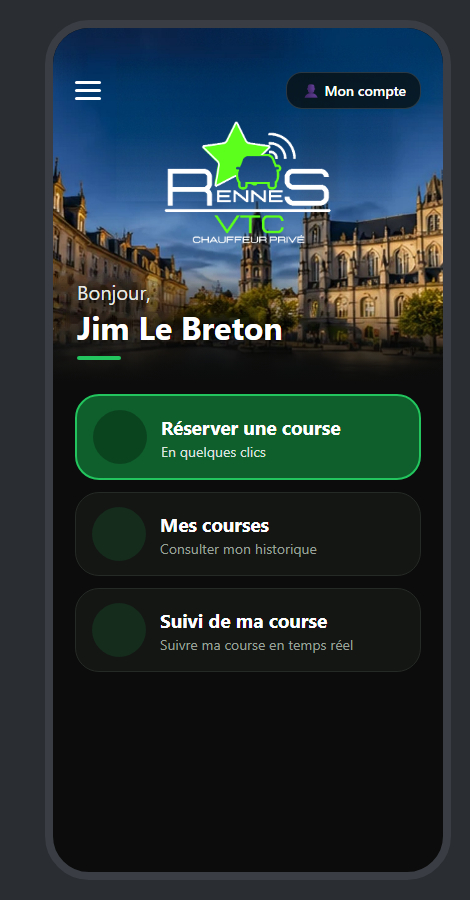 Mon compte
RENNES
VTC
CHAUFFEUR PRIVÉ
Bonjour,
Jim Le Breton
Réserver une course
En quelques clics
Mes courses
Consulter mon historique
Suivi de ma course
Suivre ma course en temps réel